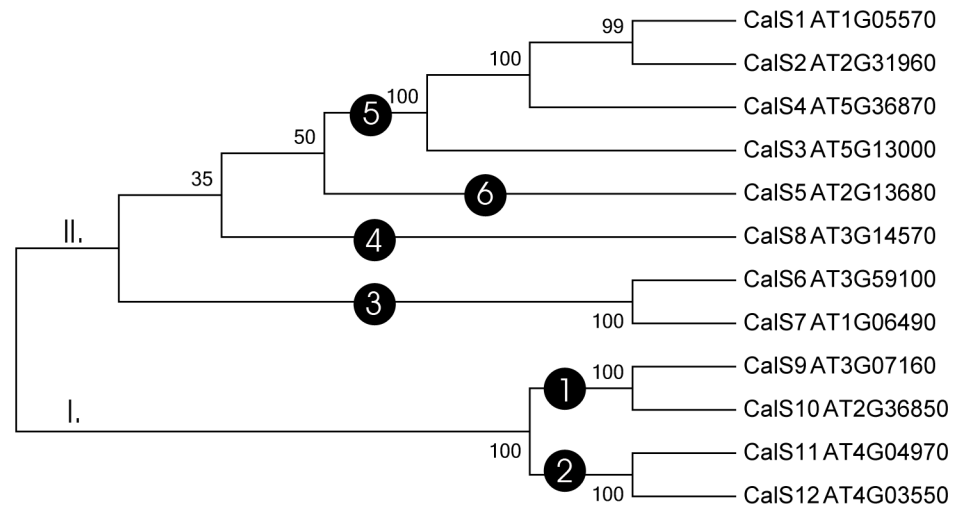 CalS1 AT1G05570
99
CalS2 AT2G31960
100
CalS4 AT5G36870
100
5
CalS3 AT5G13000
50
6
CalS5 AT2G13680
35
4
CalS8 AT3G14570
II.
CalS6 AT3G59100
3
100
CalS7 AT1G06490
CalS9 AT3G07160
100
1
CalS10 AT2G36850
I.
100
CalS11 AT4G04970
2
100
CalS12 AT4G03550